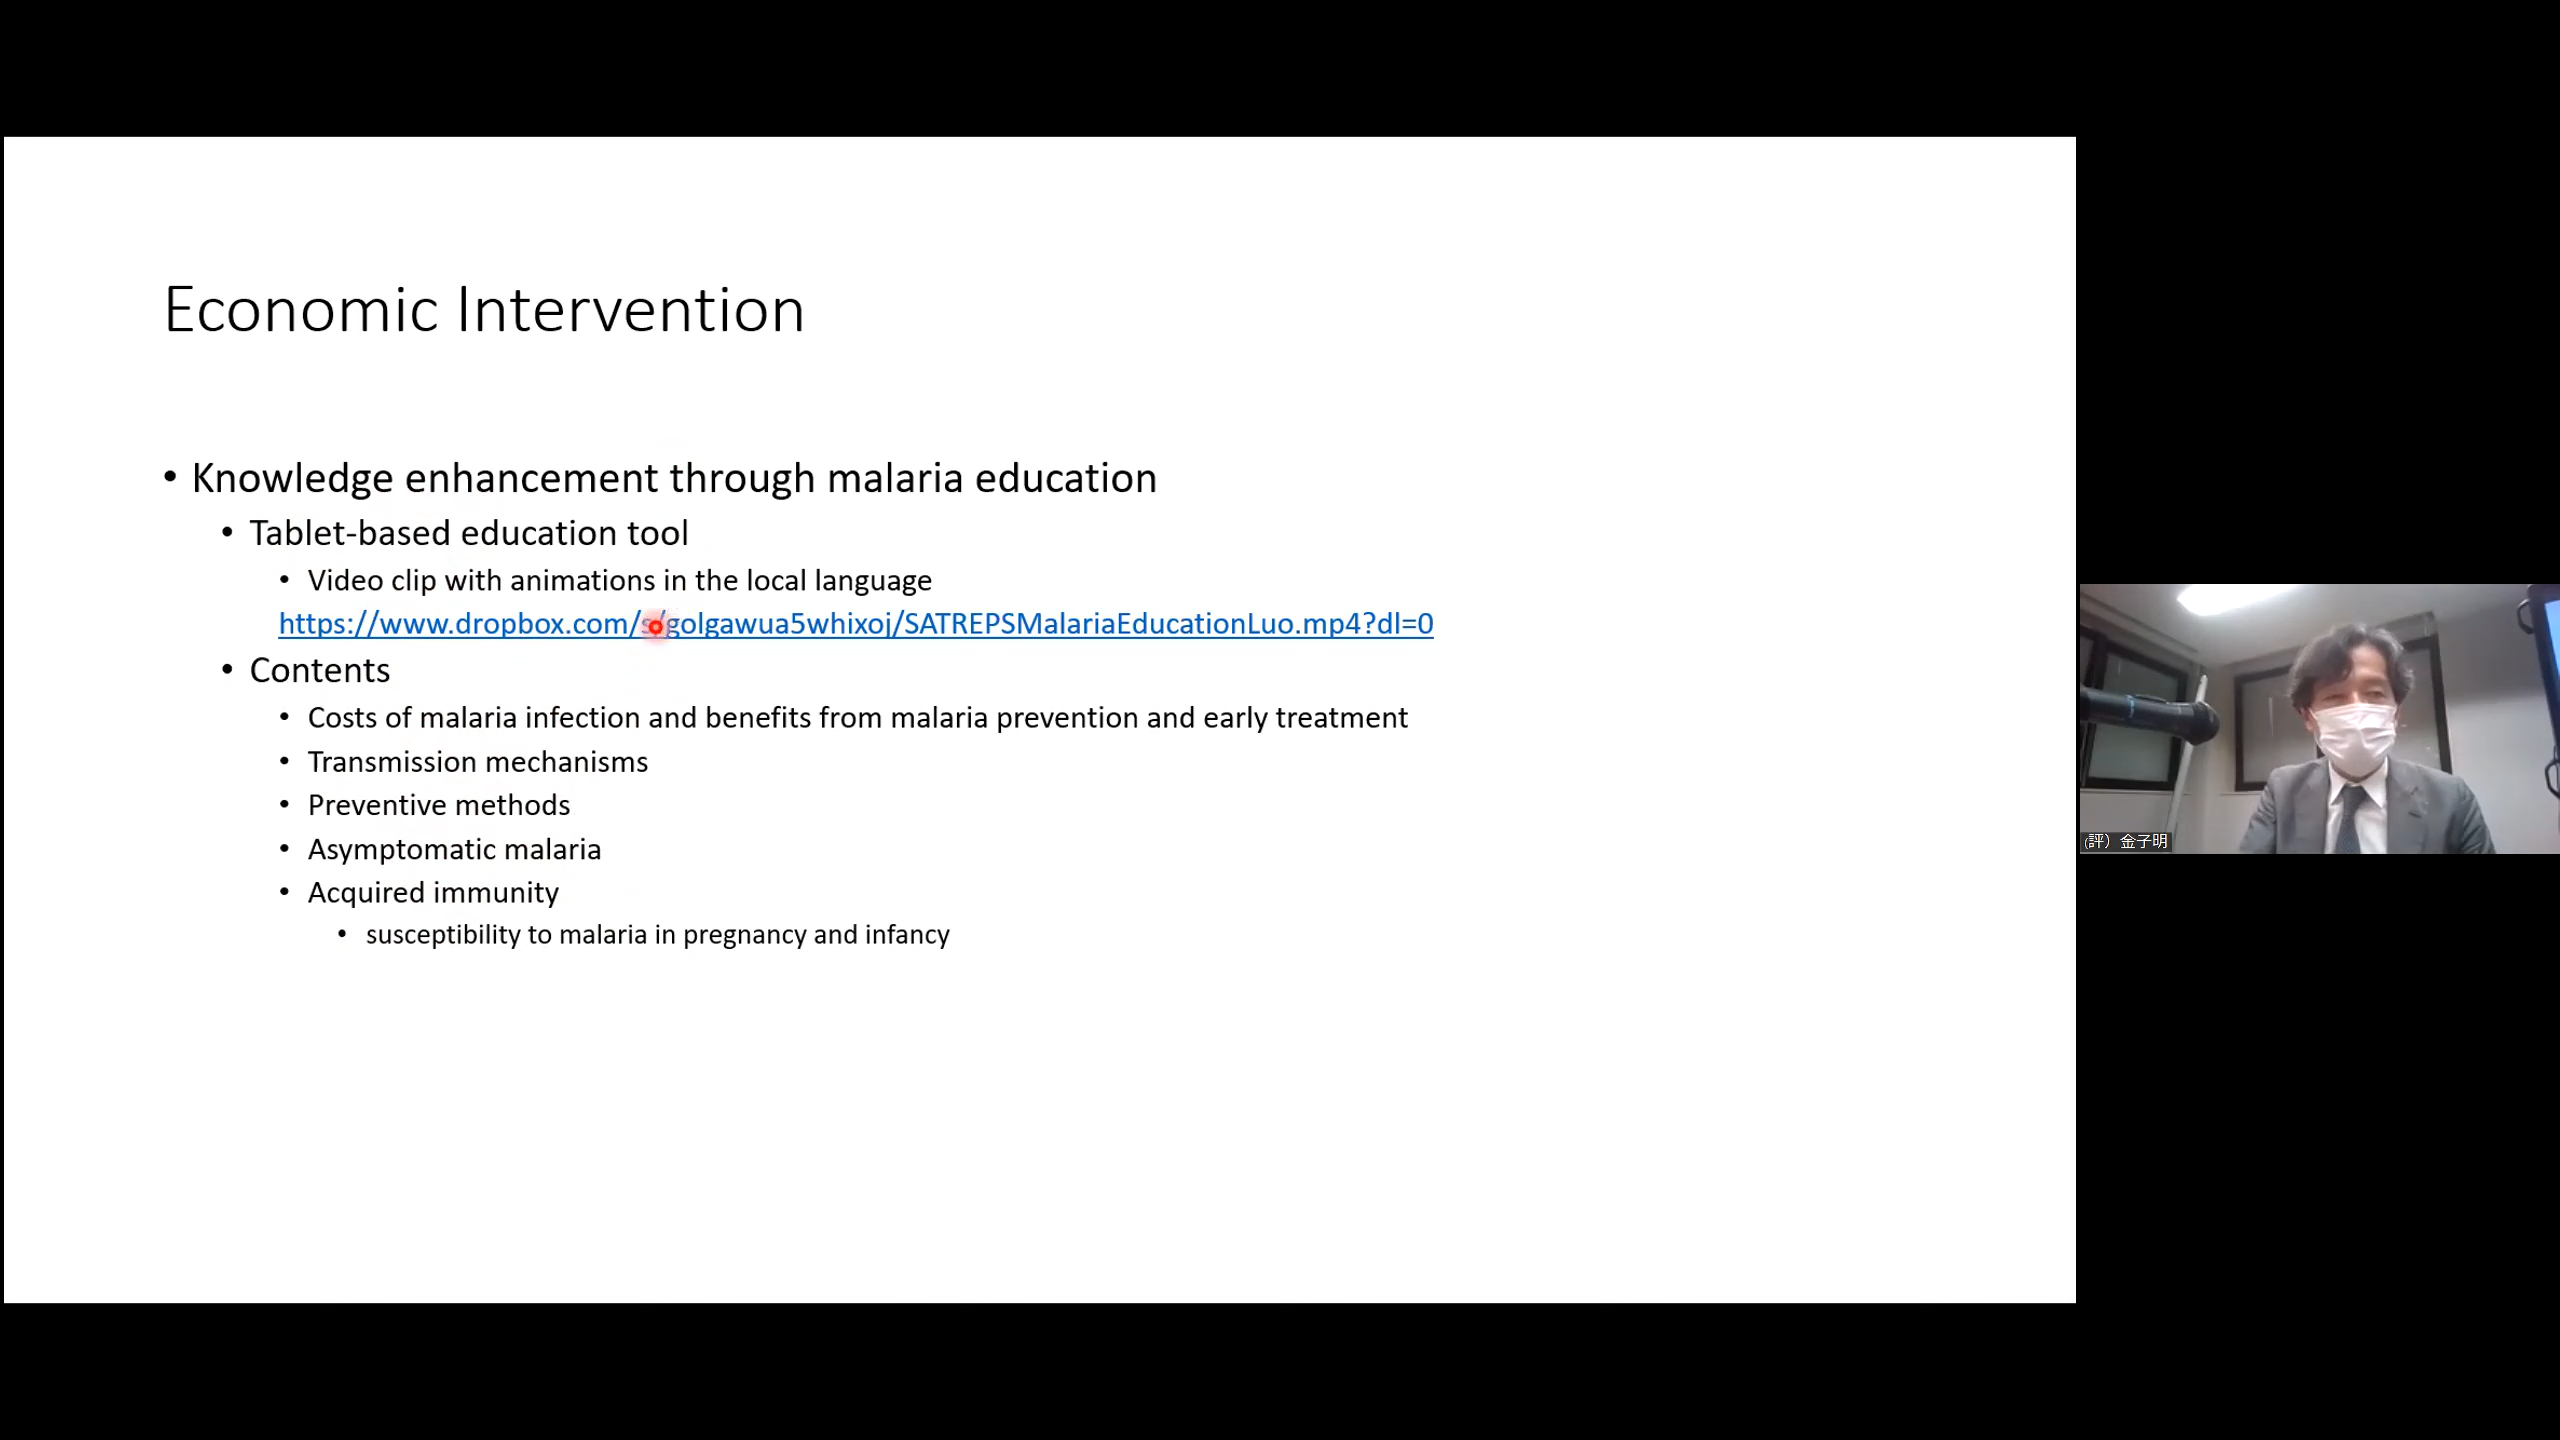 Economic Intervention
• Knowledge enhancement through malaria education
• Tablet-based education tool
• Video clip with animations in the local language
https://www.dropbox.com/s/golgawua5whixoj/SATREPSMalariaEducationLuo.mp4?dl=0
• Contents
• Costs of malaria infection and benefits from malaria prevention and early treatment
• Transmission mechanisms
• Preventive methods
• Asymptomatic malaria
• Acquired immunity
• susceptibility to malaria in pregnancy and infancy
(評）金子明